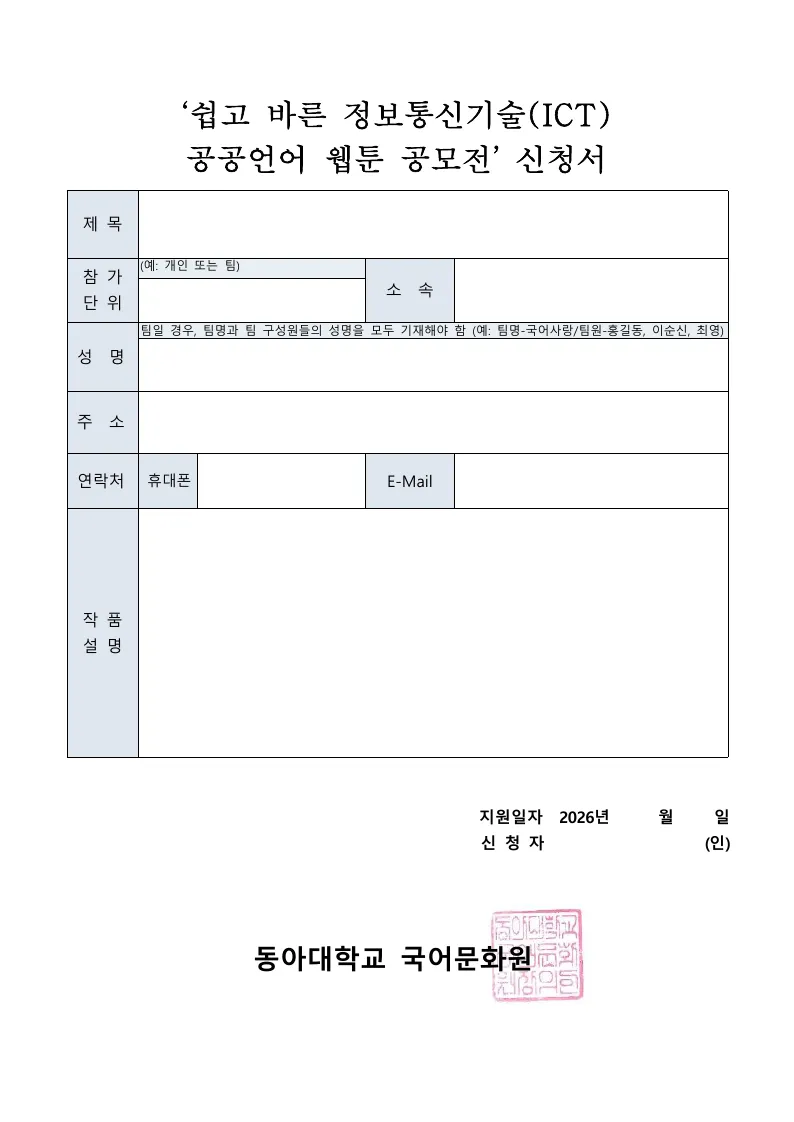 ‘쉽고 바른 정보통신기술(ICT)
공공언어 웹툰 공모전’ 신청서
제 목
참 가
단 위
(예: 개인 또는 팀)
소 속
성 명
팀일 경우, 팀명과 팀 구성원들의 성명을 모두 기재해야 함 (예: 팀명-국어사랑/팀원-홍길동, 이순신, 최영)
주 소
연락처
휴대폰
E-Mail
작 품
설 명
지원일자 2026년 월 일
신 청 자 (인)
동아대학교 국어문화원